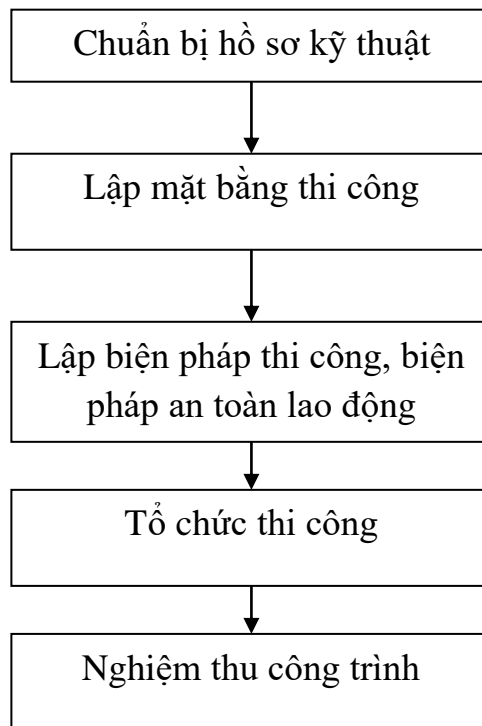 Chuẩn bị hồ sơ kỹ thuật
Lập mặt bằng thi công
Lập biện pháp thi công, biện
pháp an toàn lao động
Tổ chức thi công
Nghiệm thu công trình